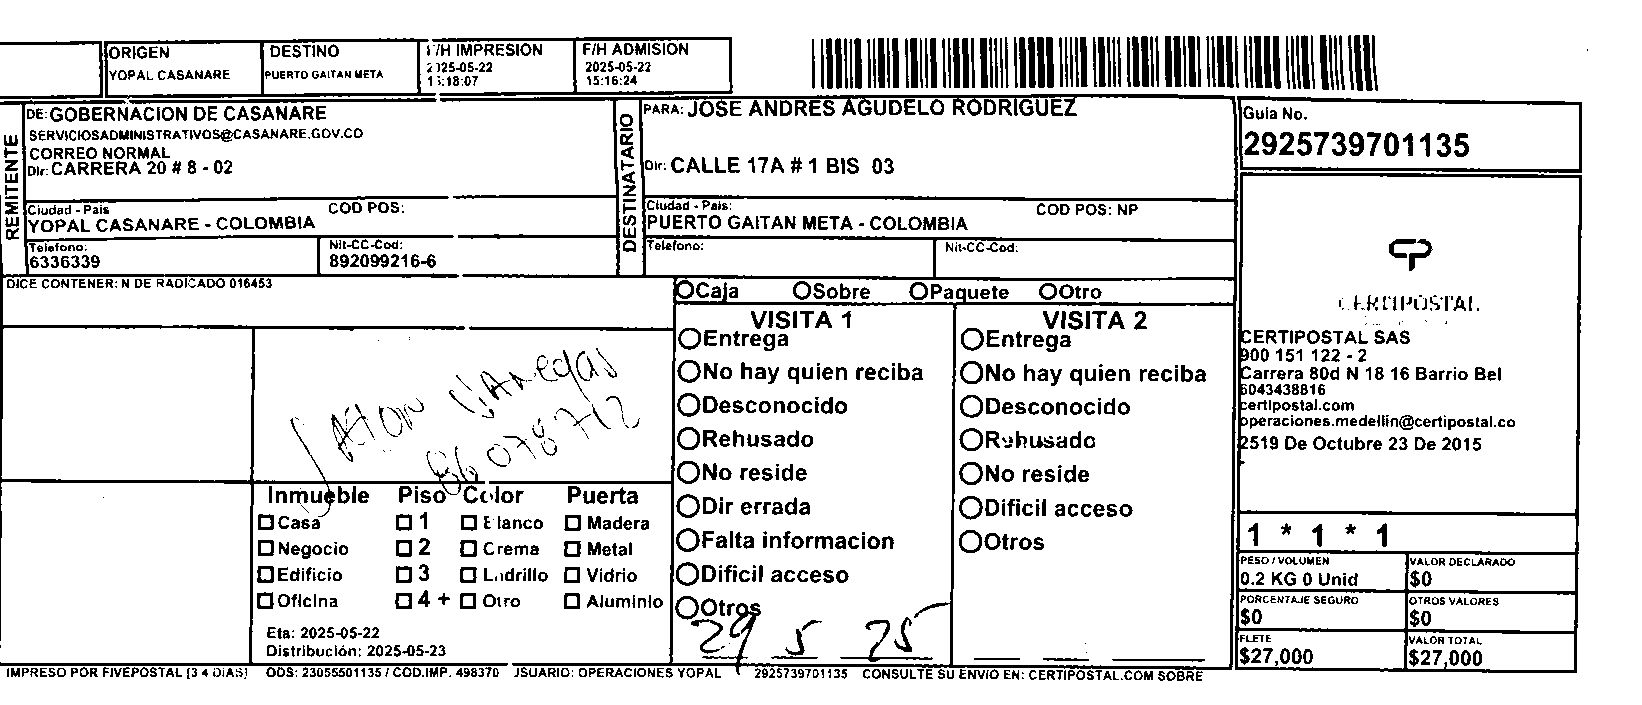 ORIGEN
YOPAL CASANARE
DESTINO
PUERTO GAITAN META
F/H IMPRESION
2025-05-22
15:18:07
F/H ADMISION
2025-05-22
15:16:24
REMITENTE
DE: GOBERNACION DE CASANARE
SERVICIOSADMINISTRATIVOS@CASANARE.GOV.CO
CORREO NORMAL
Dir: CARRERA 20 # 8 - 02
Ciudad - Pais
COD POS:
YOPAL CASANARE - COLOMBIA
Telefono:
6336339
Nit-CC-Cod:
892099216-6
DESTINATARIO
PARA: JOSE ANDRES AGUDELO RODRIGUEZ
Dir: CALLE 17A # 1 BIS 03
Ciudad - Pais:
COD POS: NP
PUERTO GAITAN META - COLOMBIA
Telefono:
Nit-CC-Cod:
Guia No.
2925739701135
DICE CONTENER: N DE RADICADO 016453
Caja Sobre Paquete Otro
VISITA 1
Entrega
No hay quien reciba
Desconocido
Rehusado
No reside
Dir errada
Falta informacion
Dificil acceso
Otros
29 5 25
VISITA 2
Entrega
No hay quien reciba
Desconocido
Rehusado
No reside
Dificil acceso
Otros
86078712
Inmueble Piso Color Puerta
Casa 1 Blanco Madera
Negocio 2 Crema Metal
Edificio 3 Ladrillo Vidrio
Oficina 4 + Otro Aluminio
Eta: 2025-05-22
Distribución: 2025-05-23
CERTIPOSTAL
CERTIPOSTAL SAS
900 151 122 - 2
Carrera 80d N 18 16 Barrio Bel
6043438816
certipostal.com
operaciones.medellin@certipostal.co
2519 De Octubre 23 De 2015
1 * 1 * 1
PESO / VOLUMEN
0.2 KG 0 Unid
VALOR DECLARADO
$0
PORCENTAJE SEGURO
$0
OTROS VALORES
$0
FLETE
$27,000
VALOR TOTAL
$27,000
IMPRESO POR FIVEPOSTAL [3 4 DIAS] ODS: 23055501135 / COD.IMP. 498370 USUARIO: OPERACIONES YOPAL 2925739701135 CONSULTE SU ENVIO EN: CERTIPOSTAL.COM SOBRE